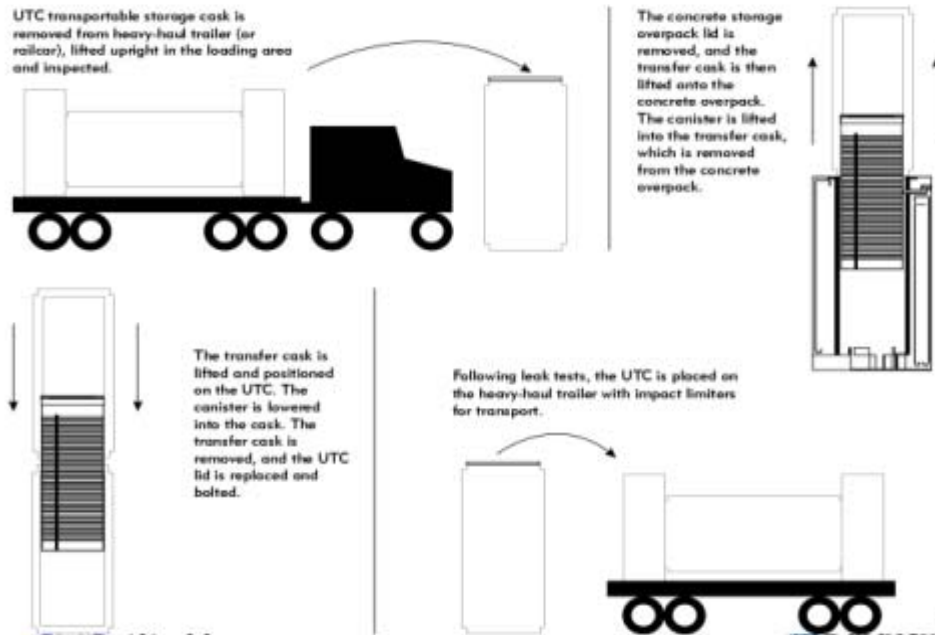 UTC transportable storage cask is
removed from heavy-haul trailer (or
railcar), lifted upright in the loading area
and inspected.
The concrete storage
overpack lid is
removed, and the
transfer cask is then
lifted onto the
concrete overpack.
The canister is lifted
into the transfer cask,
which is removed
from the concrete
overpack.
The transfer cask is
lifted and positioned
on the UTC. The
canister is lowered
into the cask. The
transfer cask is
removed, and the UTC
lid is replaced and
bolted.
Following leak tests, the UTC is placed on
the heavy-haul trailer with impact limiters
for transport.